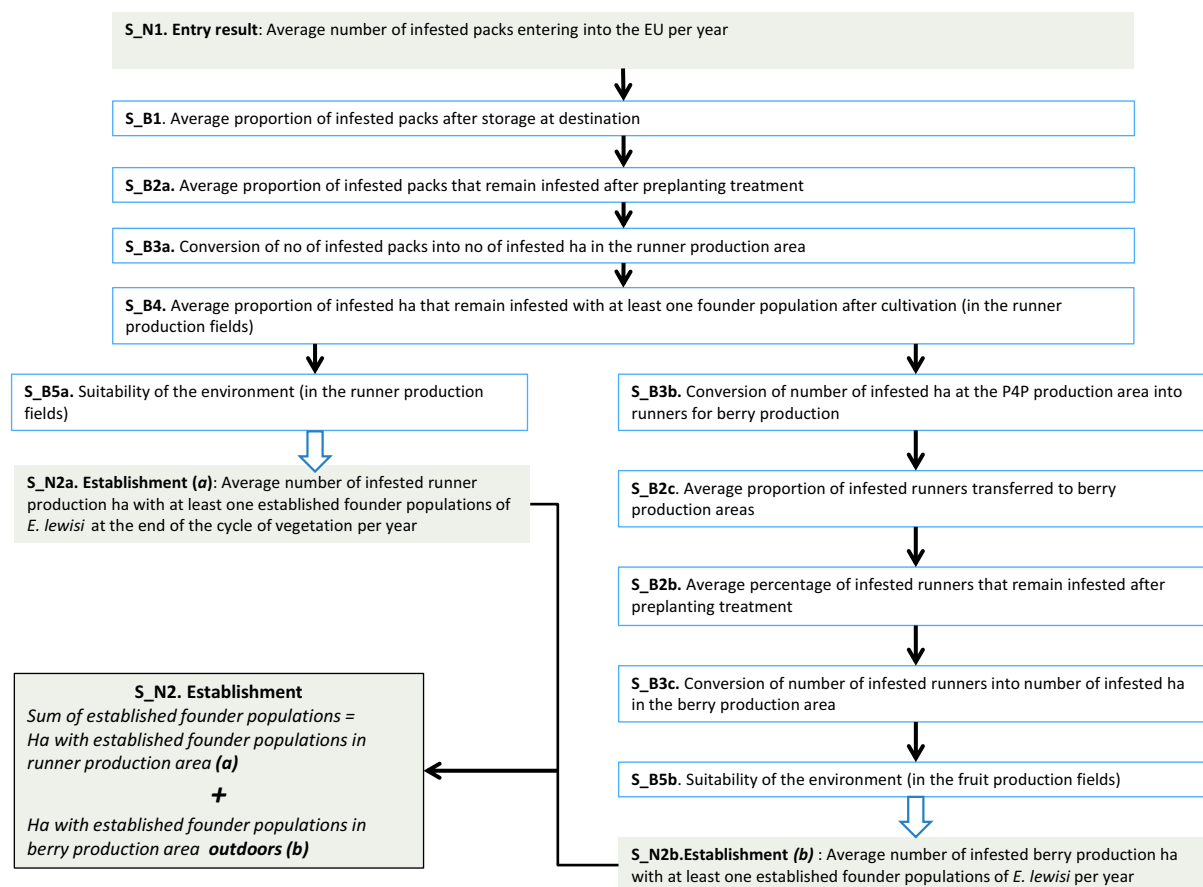 S_N1. Entry result: Average number of infested packs entering into the EU per year
S_B1. Average proportion of infested packs after storage at destination
S_B2a. Average proportion of infested packs that remain infested after preplanting treatment
S_B3a. Conversion of no of infested packs into no of infested ha in the runner production area
S_B4. Average proportion of infested ha that remain infested with at least one founder population after cultivation (in the runner
production fields)
S_B5a. Suitability of the environment (in the runner production
fields)
S_N2a. Establishment (a): Average number of infested runner
production ha with at least one established founder populations of
E. lewisi at the end of the cycle of vegetation per year
S_B3b. Conversion of number of infested ha at the P4P production area into
runners for berry production
S_B2c. Average proportion of infested runners transferred to berry
production areas
S_B2b. Average percentage of infested runners that remain infested after
preplanting treatment
S_B3c. Conversion of number of infested runners into number of infested ha
in the berry production area
S_B5b. Suitability of the environment (in the fruit production fields)
S_N2b.Establishment (b) : Average number of infested berry production ha
with at least one established founder populations of E. lewisi per year
S_N2. Establishment
Sum of established founder populations =
Ha with established founder populations in
runner production area (a)
+
Ha with established founder populations in
berry production area outdoors (b)